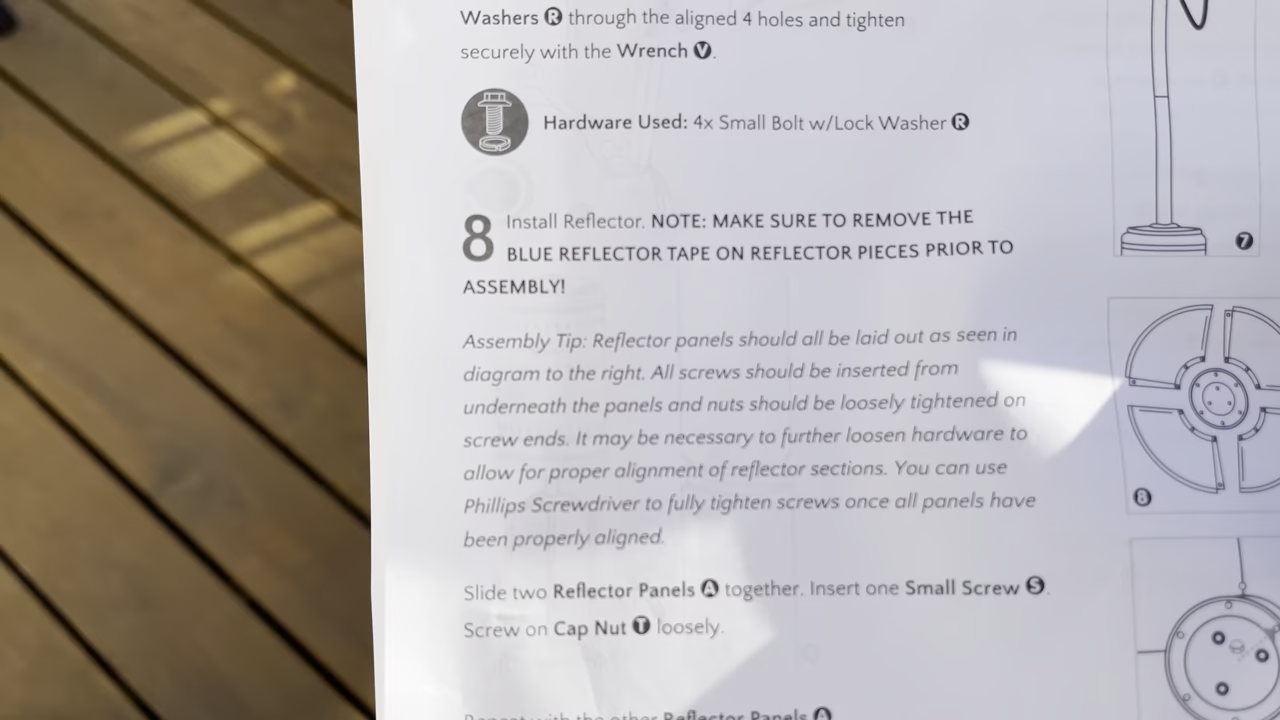 Washers R through the aligned 4 holes and tighten
securely with the Wrench V.
Hardware Used: 4x Small Bolt w/Lock Washer R
8 Install Reflector. NOTE: MAKE SURE TO REMOVE THE
BLUE REFLECTOR TAPE ON REFLECTOR PIECES PRIOR TO
ASSEMBLY!
Assembly Tip: Reflector panels should all be laid out as seen in
diagram to the right. All screws should be inserted from
underneath the panels and nuts should be loosely tightened on
screw ends. It may be necessary to further loosen hardware to
allow for proper alignment of reflector sections. You can use
Phillips Screwdriver to fully tighten screws once all panels have
been properly aligned.
Slide two Reflector Panels A together. Insert one Small Screw S.
Screw on Cap Nut T loosely.
Repeat with the other Reflector Panels A
7
8